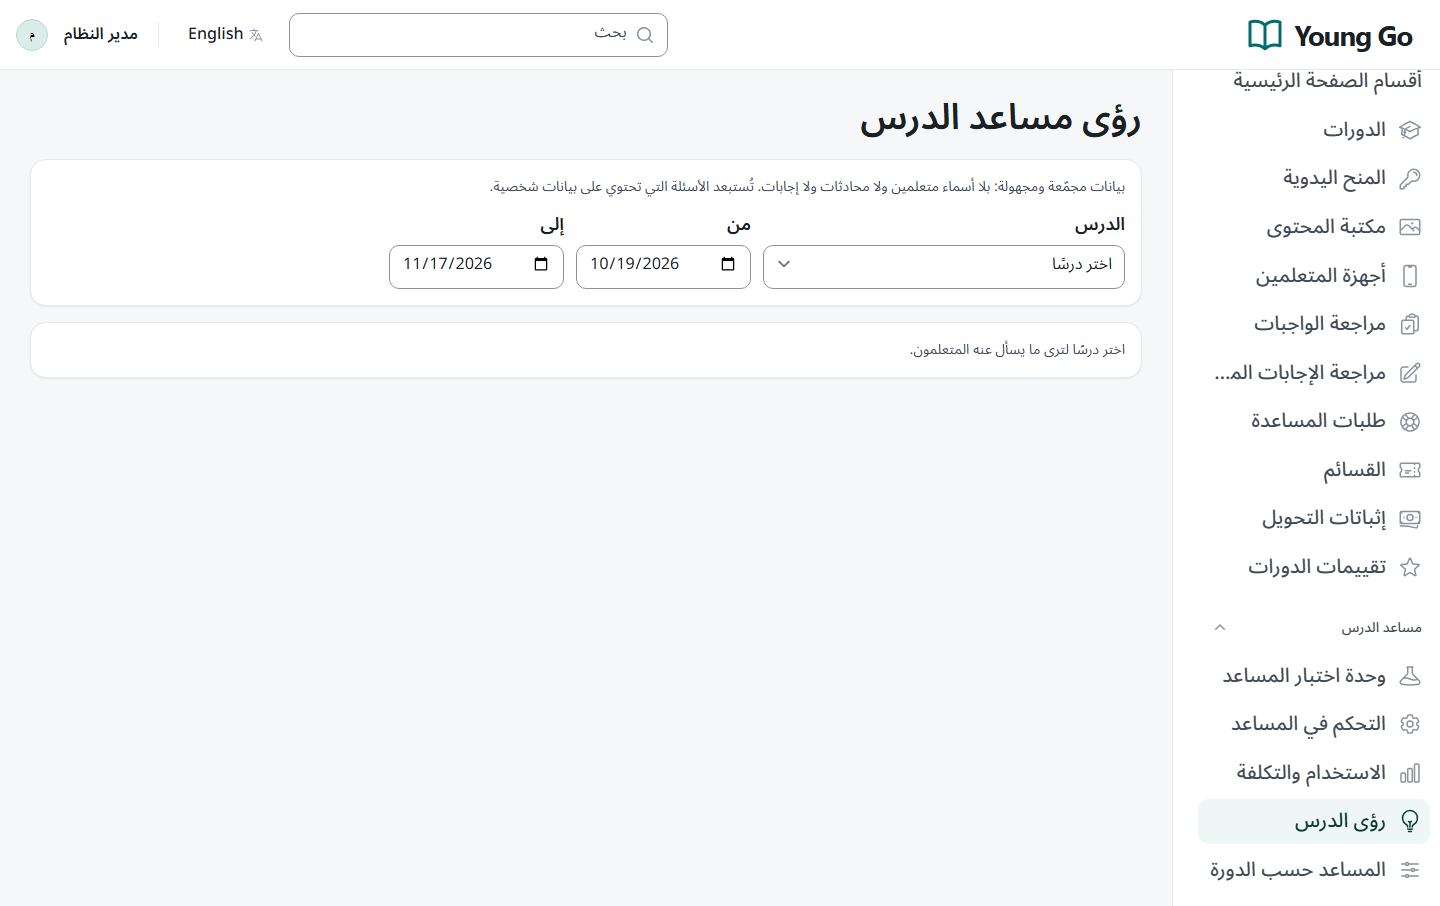 Young Go
بحث
English
مدير النظام
م
أقسام الصفحة الرئيسية
الدورات
المنح اليدوية
مكتبة المحتوى
أجهزة المتعلمين
مراجعة الواجبات
مراجعة الإجابات الم...
طلبات المساعدة
القسائم
إثباتات التحويل
تقييمات الدورات
مساعد الدرس
وحدة اختبار المساعد
التحكم في المساعد
الاستخدام والتكلفة
رؤى الدرس
المساعد حسب الدورة
رؤى مساعد الدرس
بيانات مجمّعة ومجهولة: بلا أسماء متعلمين ولا محادثات ولا إجابات. تُستبعد الأسئلة التي تحتوي على بيانات شخصية.
الدرس
من
إلى
اختر درسًا
10/19/2026
11/17/2026
اختر درسًا لترى ما يسأل عنه المتعلمون.